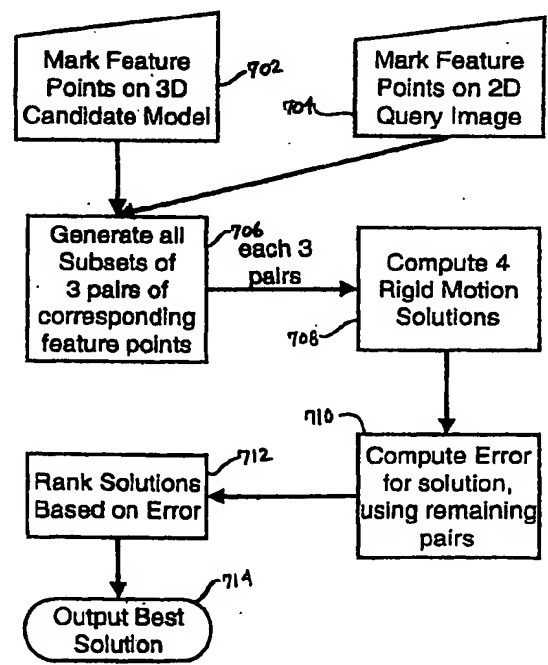 Mark Feature
Points on 3D
Candidate Model
702
Mark Feature
Points on 2D
Query Image
704
Generate all
Subsets of
3 pairs of
corresponding
feature points
706
each 3
pairs
Compute 4
Rigid Motion
Solutions
708
710
Compute Error
for solution,
using remaining
pairs
712
Rank Solutions
Based on Error
714
Output Best
Solution